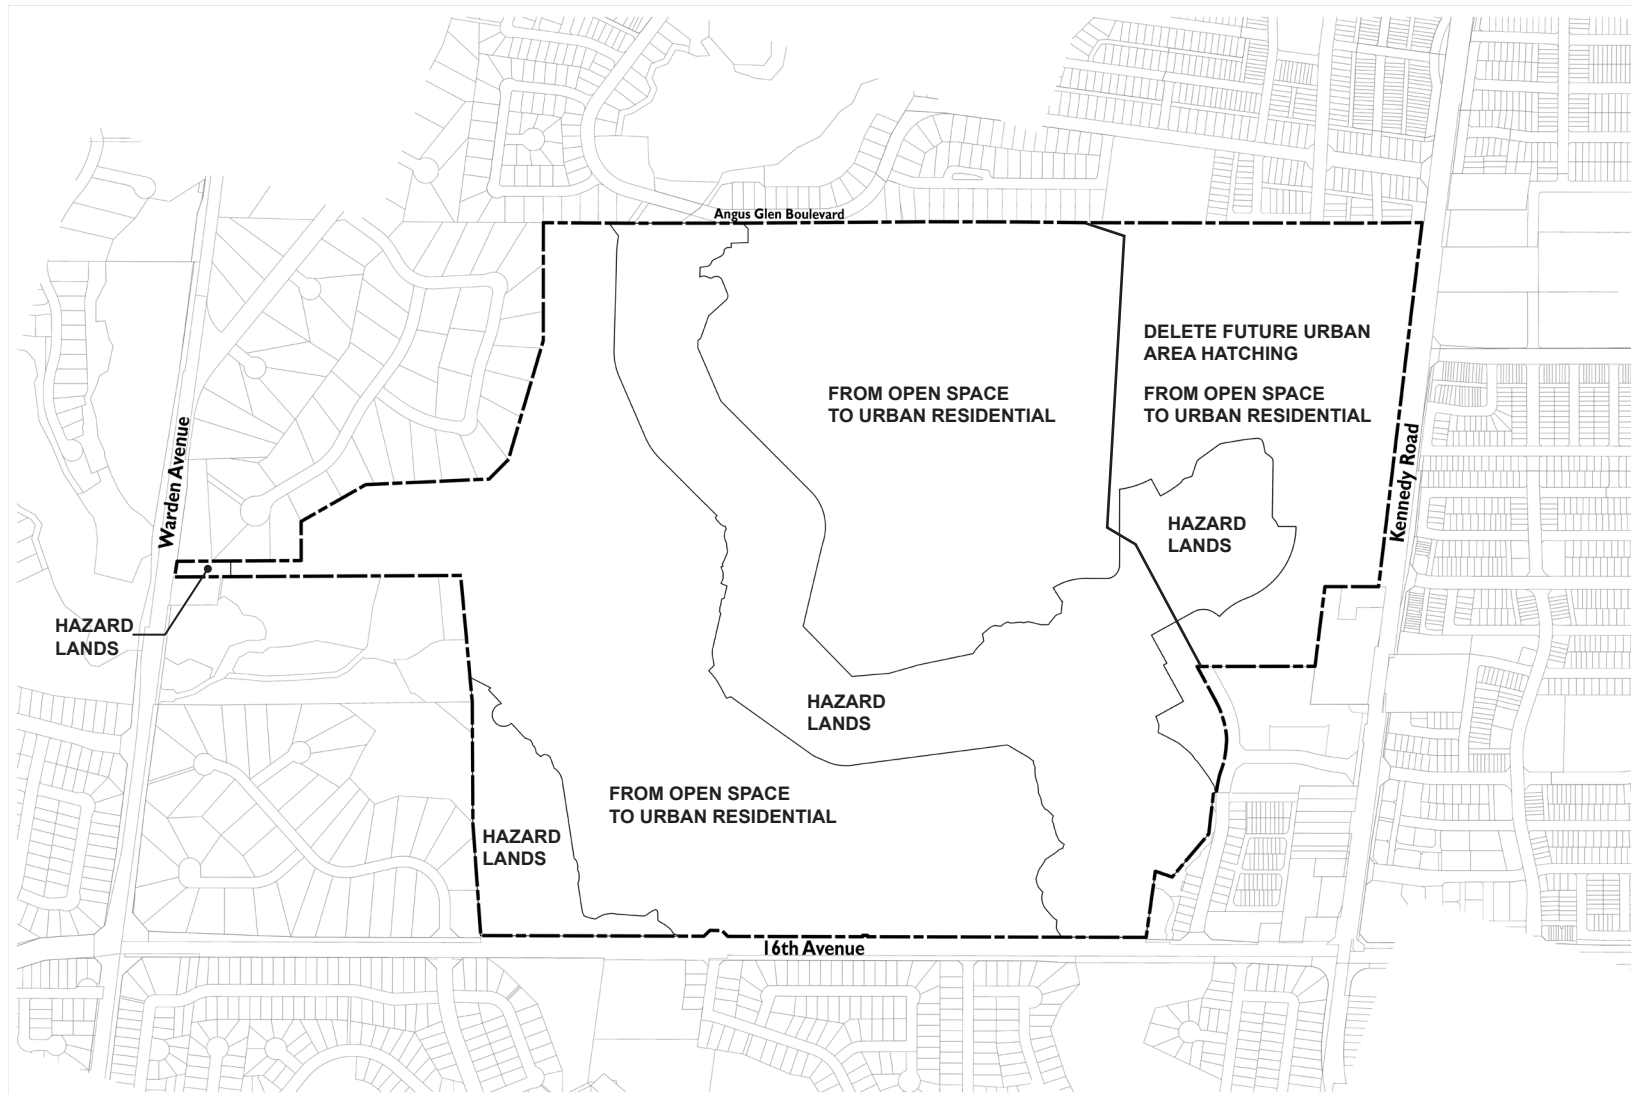 Angus Glen Boulevard
DELETE FUTURE URBAN
AREA HATCHING
FROM OPEN SPACE
TO URBAN RESIDENTIAL
FROM OPEN SPACE
TO URBAN RESIDENTIAL
Warden Avenue
Kennedy Road
HAZARD
LANDS
HAZARD
LANDS
HAZARD
LANDS
FROM OPEN SPACE
TO URBAN RESIDENTIAL
HAZARD
LANDS
16th Avenue